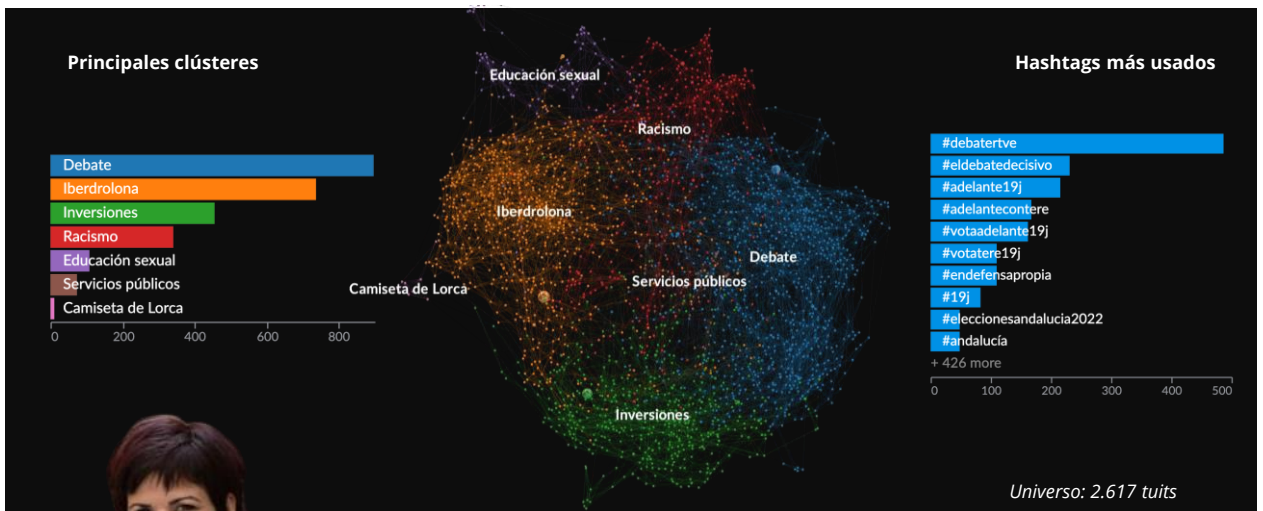 Principales clústeres
Debate
Iberdrolona
Inversiones
Racismo
Educación sexual
Servicios públicos
Camiseta de Lorca
0 200 400 600 800
Educación sexual
Racismo
Iberdrolona
Debate
Servicios públicos
Camiseta de Lorca
Inversiones
Hashtags más usados
#debatertve
#eldebatedecisivo
#adelante19j
#adelantecontere
#votaadelante19j
#votatere19j
#endefensapropia
#19j
#eleccionesandalucia2022
#andalucía
+ 426 more
0 100 200 300 400 500
Universo: 2.617 tuits